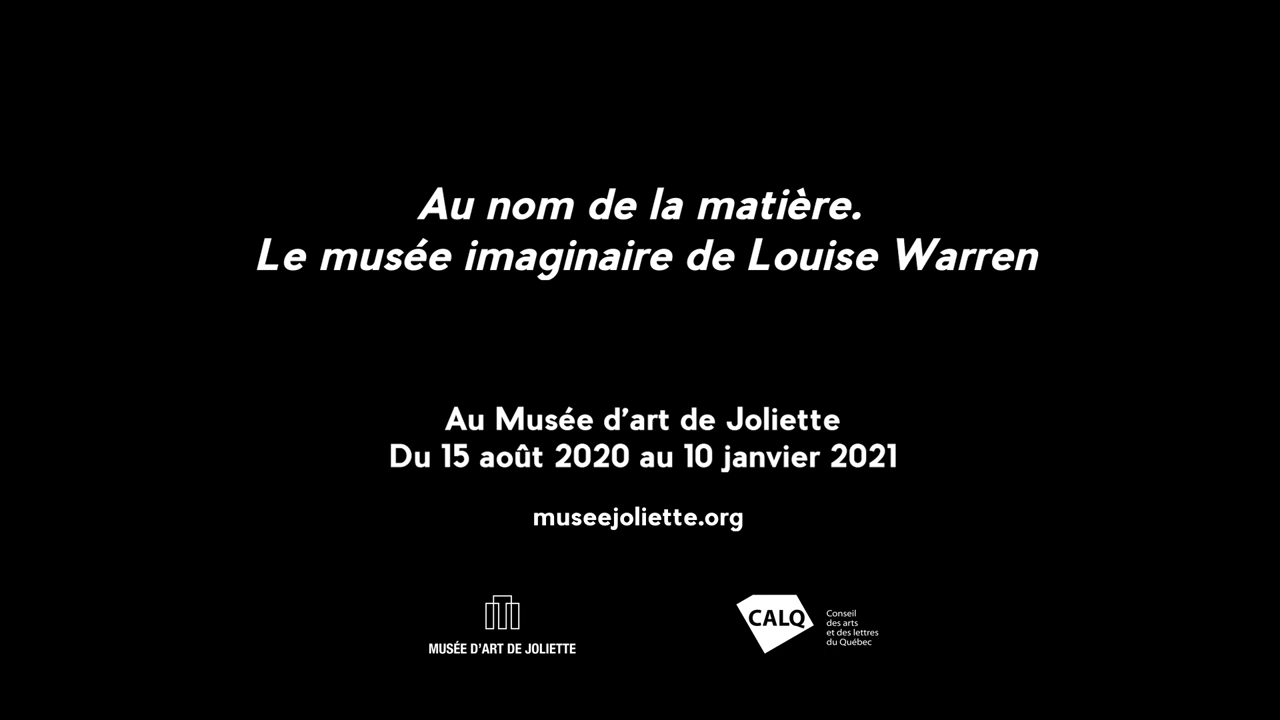 Au nom de la matière.
Le musée imaginaire de Louise Warren
Au Musée d'art de Joliette
Du 15 août 2020 au 10 janvier 2021
museejoliette.org
MUSÉE D'ART DE JOLIETTE
CALQ
Conseil
des arts
et des lettres
du Québec